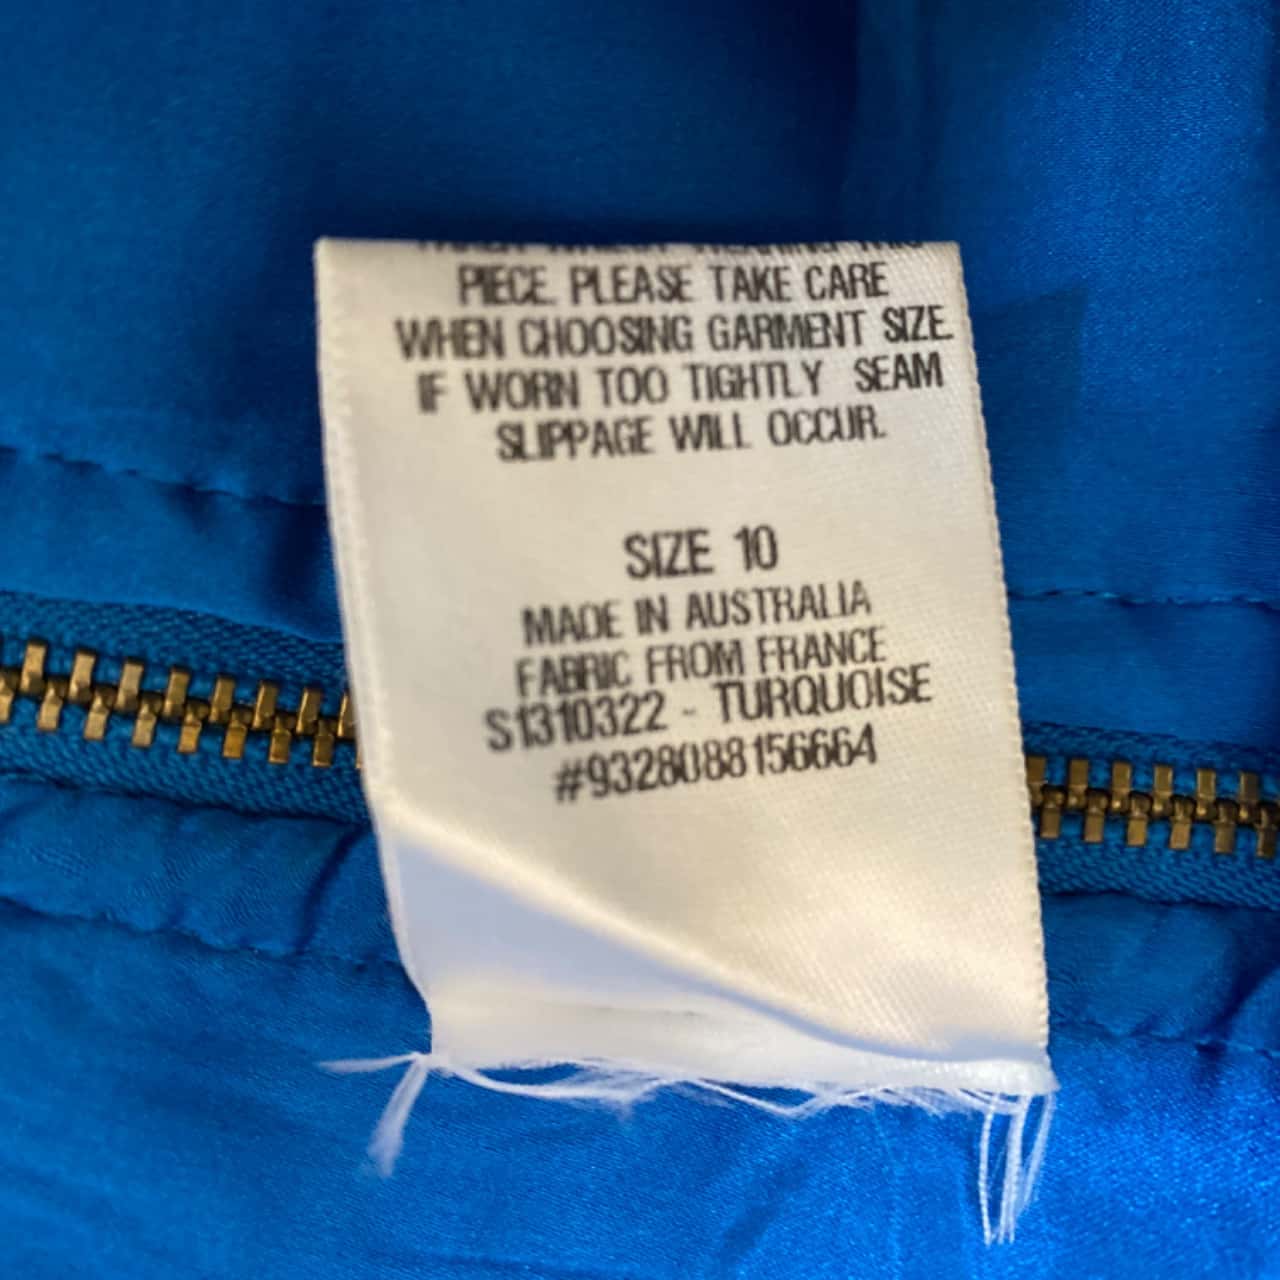 PIECE. PLEASE TAKE CARE
WHEN CHOOSING GARMENT SIZE.
IF WORN TOO TIGHTLY SEAM
SLIPPAGE WILL OCCUR.
SIZE 10
MADE IN AUSTRALIA
FABRIC FROM FRANCE
S1310322 - TURQUOISE
#9328088156664